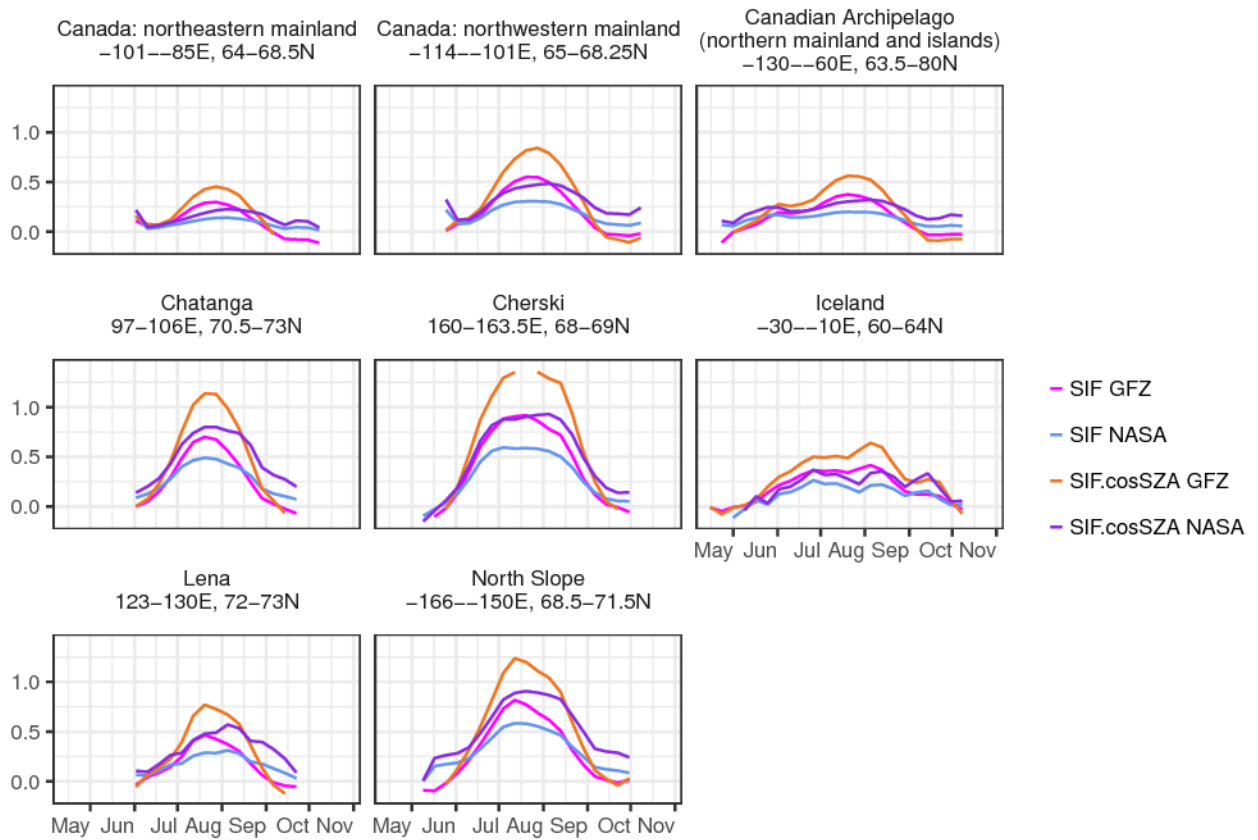 Canada: northeastern mainland
−101−−85E, 64−68.5N
Canada: northwestern mainland
−114−−101E, 65−68.25N
Canadian Archipelago
(northern mainland and islands)
−130−−60E, 63.5−80N
1.0
0.5
0.0
Chatanga
97−106E, 70.5−73N
Cherski
160−163.5E, 68−69N
Iceland
−30−−10E, 60−64N
1.0
0.5
0.0
May Jun Jul Aug Sep Oct Nov
SIF GFZ
SIF NASA
SIF.cosSZA GFZ
SIF.cosSZA NASA
Lena
123−130E, 72−73N
North Slope
−166−−150E, 68.5−71.5N
1.0
0.5
0.0
May Jun Jul Aug Sep Oct Nov
May Jun Jul Aug Sep Oct Nov